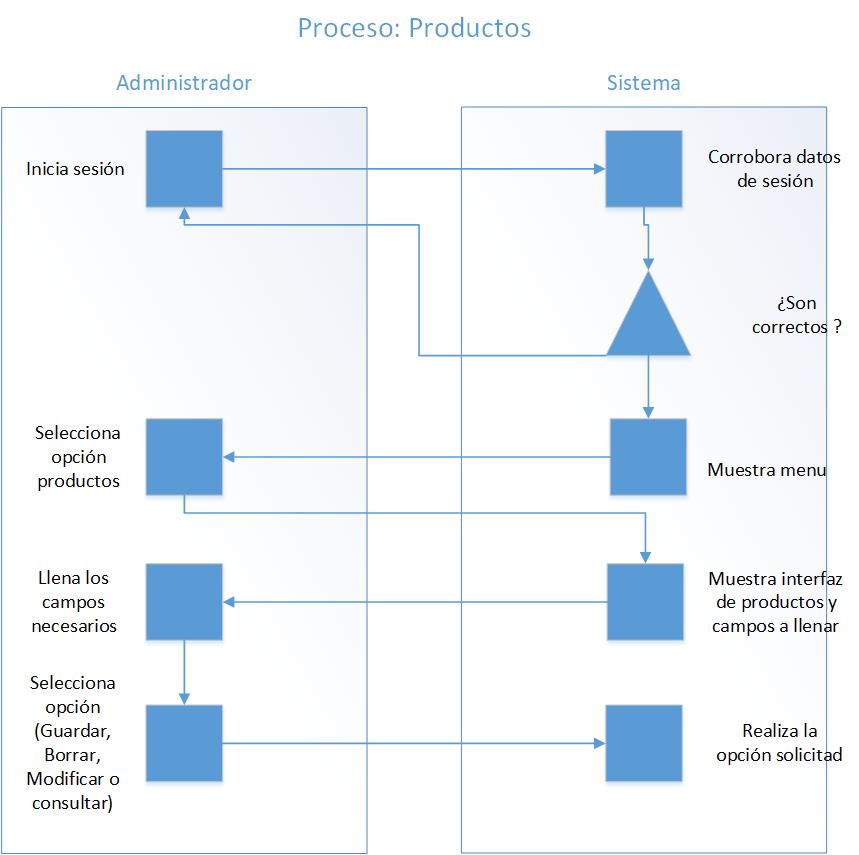 Proceso: Productos
Administrador
Sistema
Inicia sesión
Corrobora datos
de sesión
¿Son
correctos ?
Selecciona
opción
productos
Muestra menu
Llena los
campos
necesarios
Muestra interfaz
de productos y
campos a llenar
Selecciona
opción
(Guardar,
Borrar,
Modificar o
consultar)
Realiza la
opción solicitad